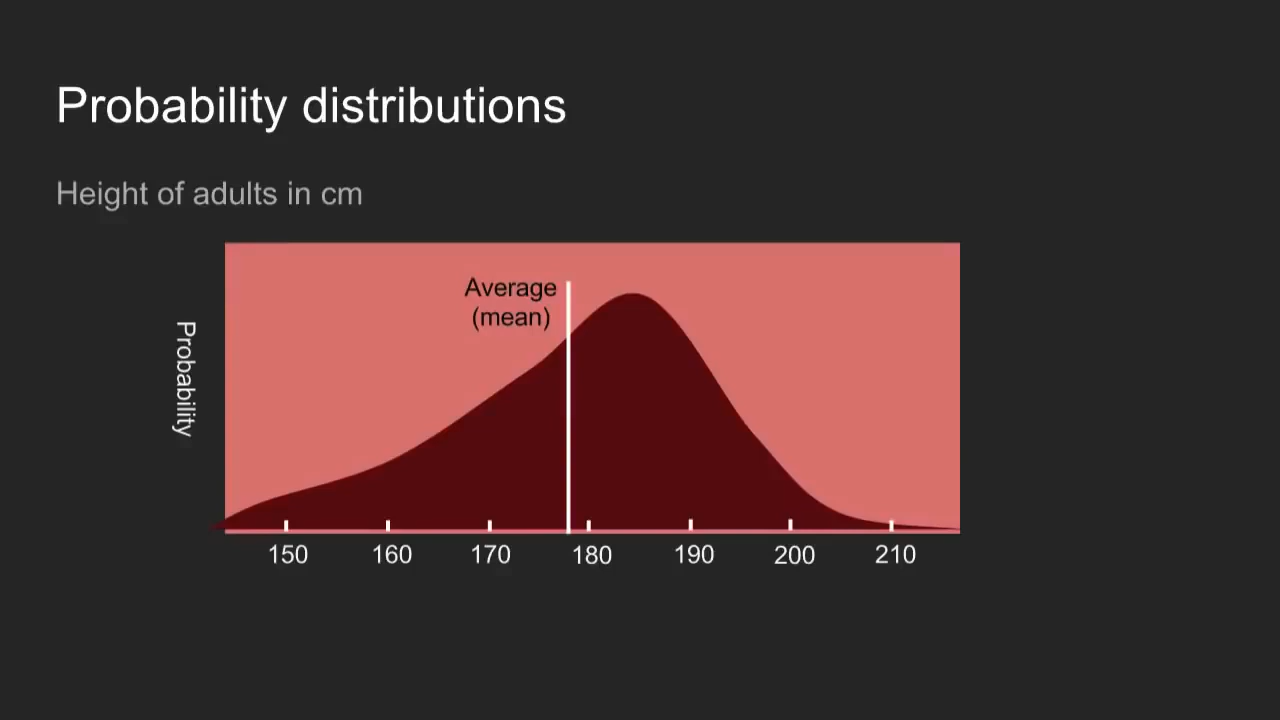 Probability distributions
Height of adults in cm
Average
(mean)
Probability
150 160 170 180 190 200 210